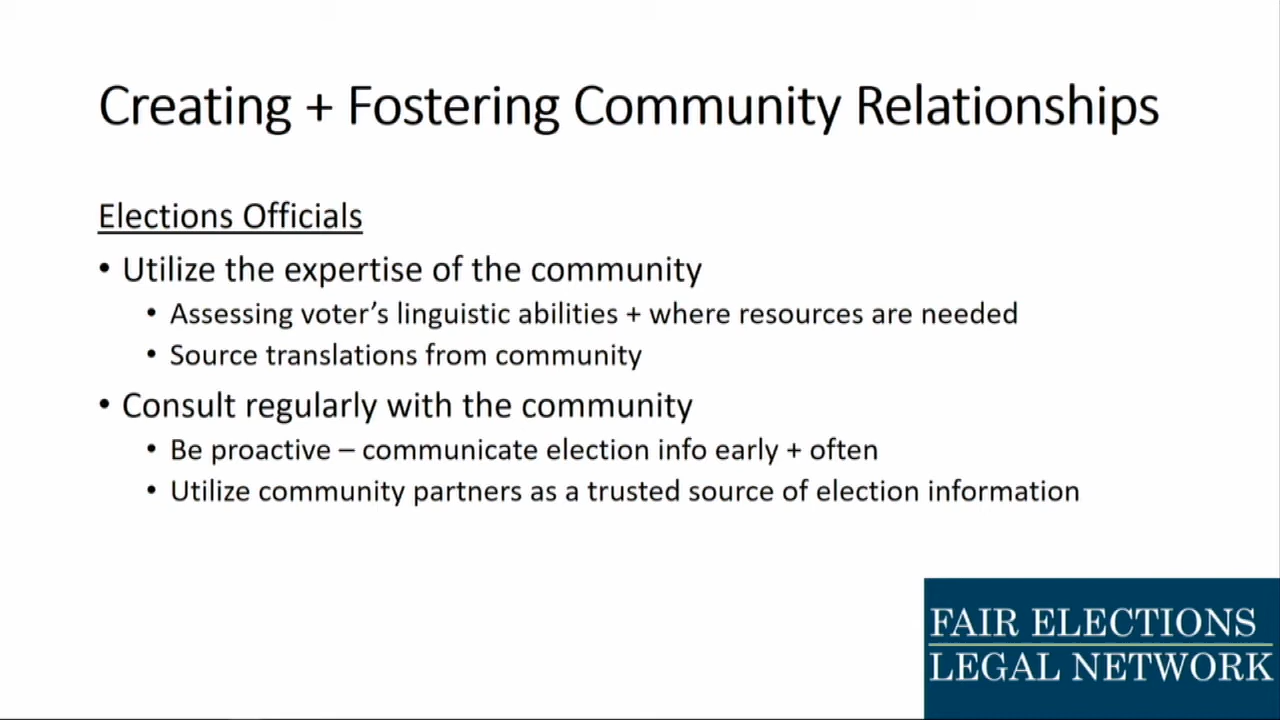 Creating + Fostering Community Relationships
Elections Officials
• Utilize the expertise of the community
• Assessing voter’s linguistic abilities + where resources are needed
• Source translations from community
• Consult regularly with the community
• Be proactive – communicate election info early + often
• Utilize community partners as a trusted source of election information
FAIR ELECTIONS
LEGAL NETWORK